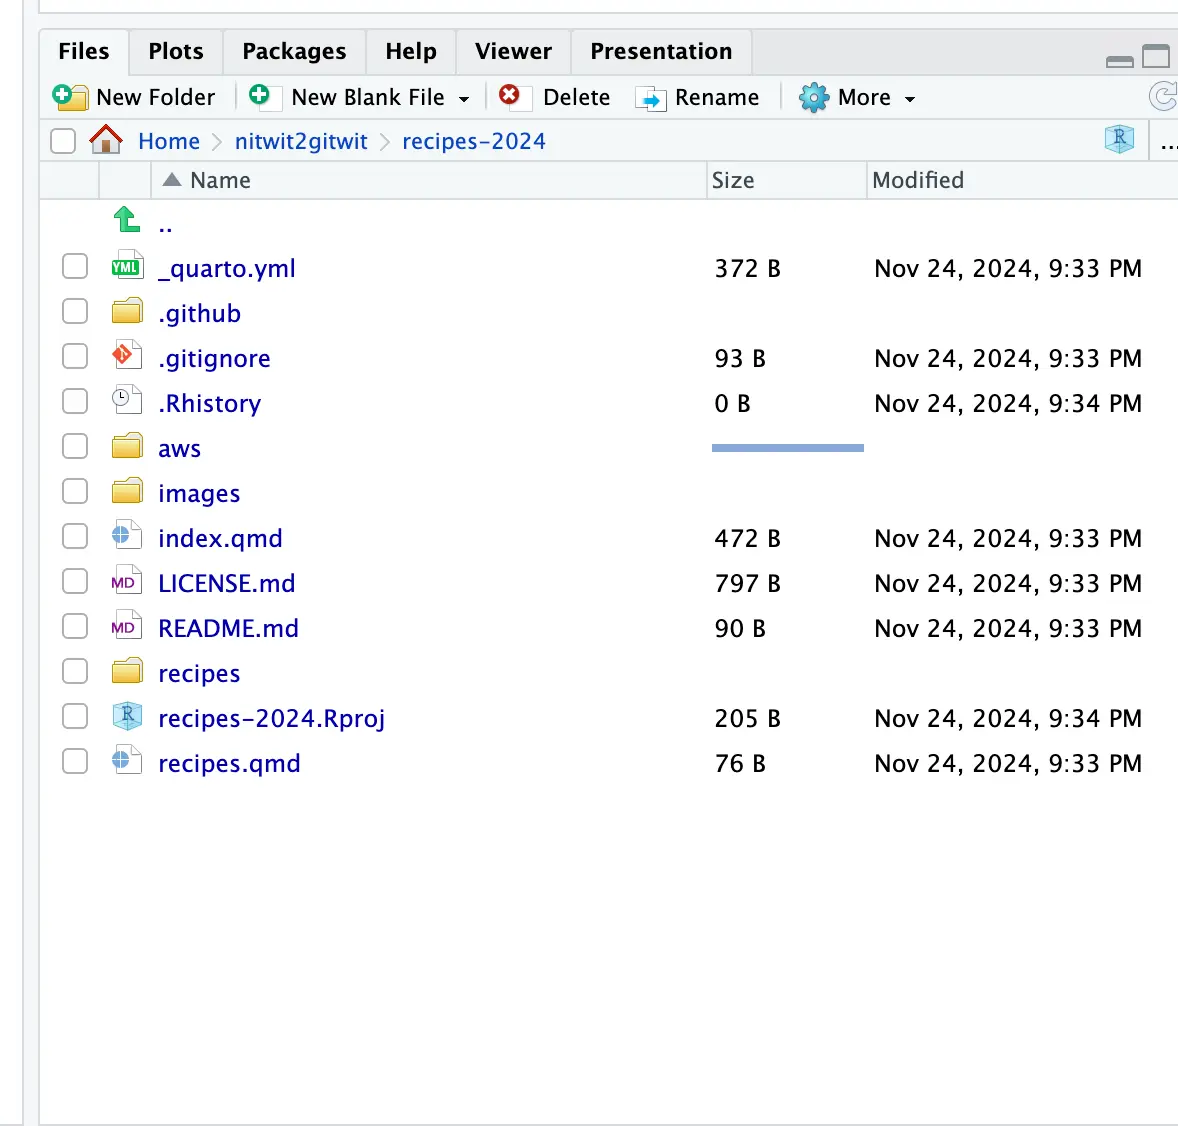 Files Plots Packages Help Viewer Presentation
New Folder New Blank File Delete Rename More
Home nitwit2gitwit recipes-2024 R ...
Name Size Modified
..
YML _quarto.yml 372 B Nov 24, 2024, 9:33 PM
.github
.gitignore 93 B Nov 24, 2024, 9:33 PM
.Rhistory 0 B Nov 24, 2024, 9:34 PM
aws
images
index.qmd 472 B Nov 24, 2024, 9:33 PM
MD LICENSE.md 797 B Nov 24, 2024, 9:33 PM
MD README.md 90 B Nov 24, 2024, 9:33 PM
recipes
R recipes-2024.Rproj 205 B Nov 24, 2024, 9:34 PM
recipes.qmd 76 B Nov 24, 2024, 9:33 PM